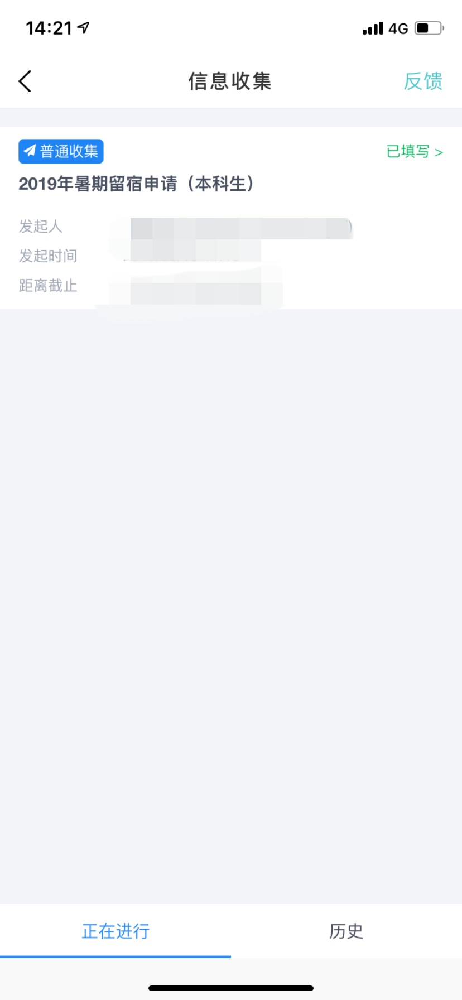 14:21
4G
信息收集
反馈
普通收集
已填写 >
2019年暑期留宿申请（本科生）
发起人
发起时间
距离截止
正在进行
历史